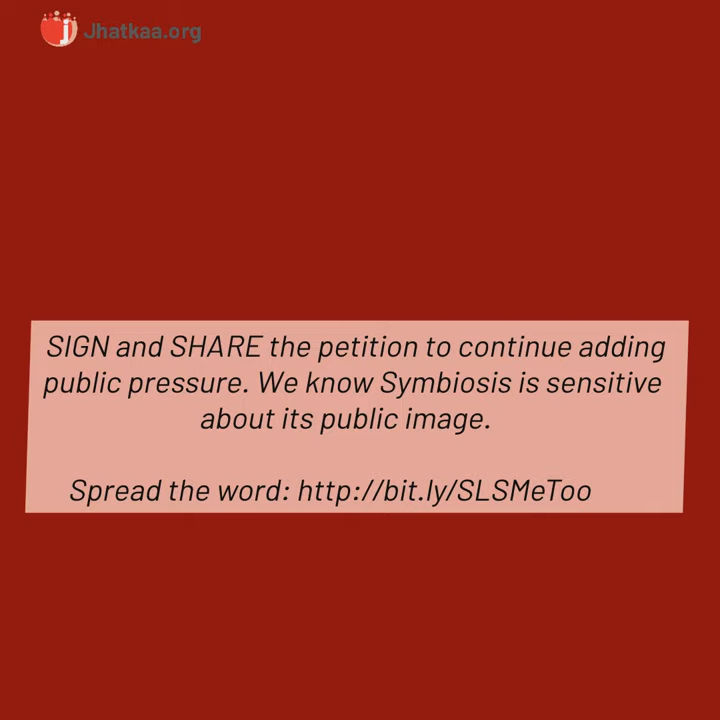 Jhatkaa.org
SIGN and SHARE the petition to continue adding
public pressure. We know Symbiosis is sensitive
about its public image.
Spread the word: http://bit.ly/SLSMeToo